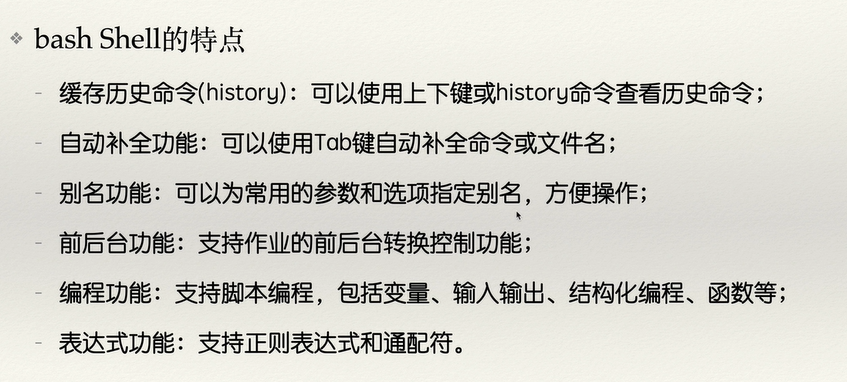 bash Shell的特点
缓存历史命令(history)：可以使用上下键或history命令查看历史命令；
自动补全功能：可以使用Tab键自动补全命令或文件名；
别名功能：可以为常用的参数和选项指定别名，方便操作；
前后台功能：支持作业的前后台转换控制功能；
编程功能：支持脚本编程，包括变量、输入输出、结构化编程、函数等；
表达式功能：支持正则表达式和通配符。